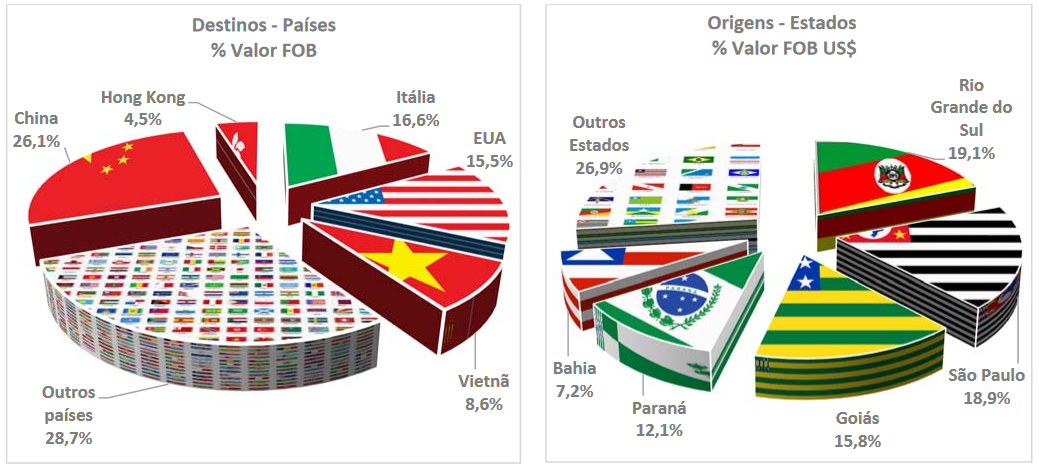 Destinos - Países
% Valor FOB
Hong Kong
4,5%
China
26,1%
Itália
16,6%
EUA
15,5%
Vietnã
8,6%
Outros
países
28,7%
Origens - Estados
% Valor FOB US$
Rio
Grande do
Sul
19,1%
Outros
Estados
26,9%
São Paulo
18,9%
Goiás
15,8%
Paraná
12,1%
Bahia
7,2%
PARANÁ